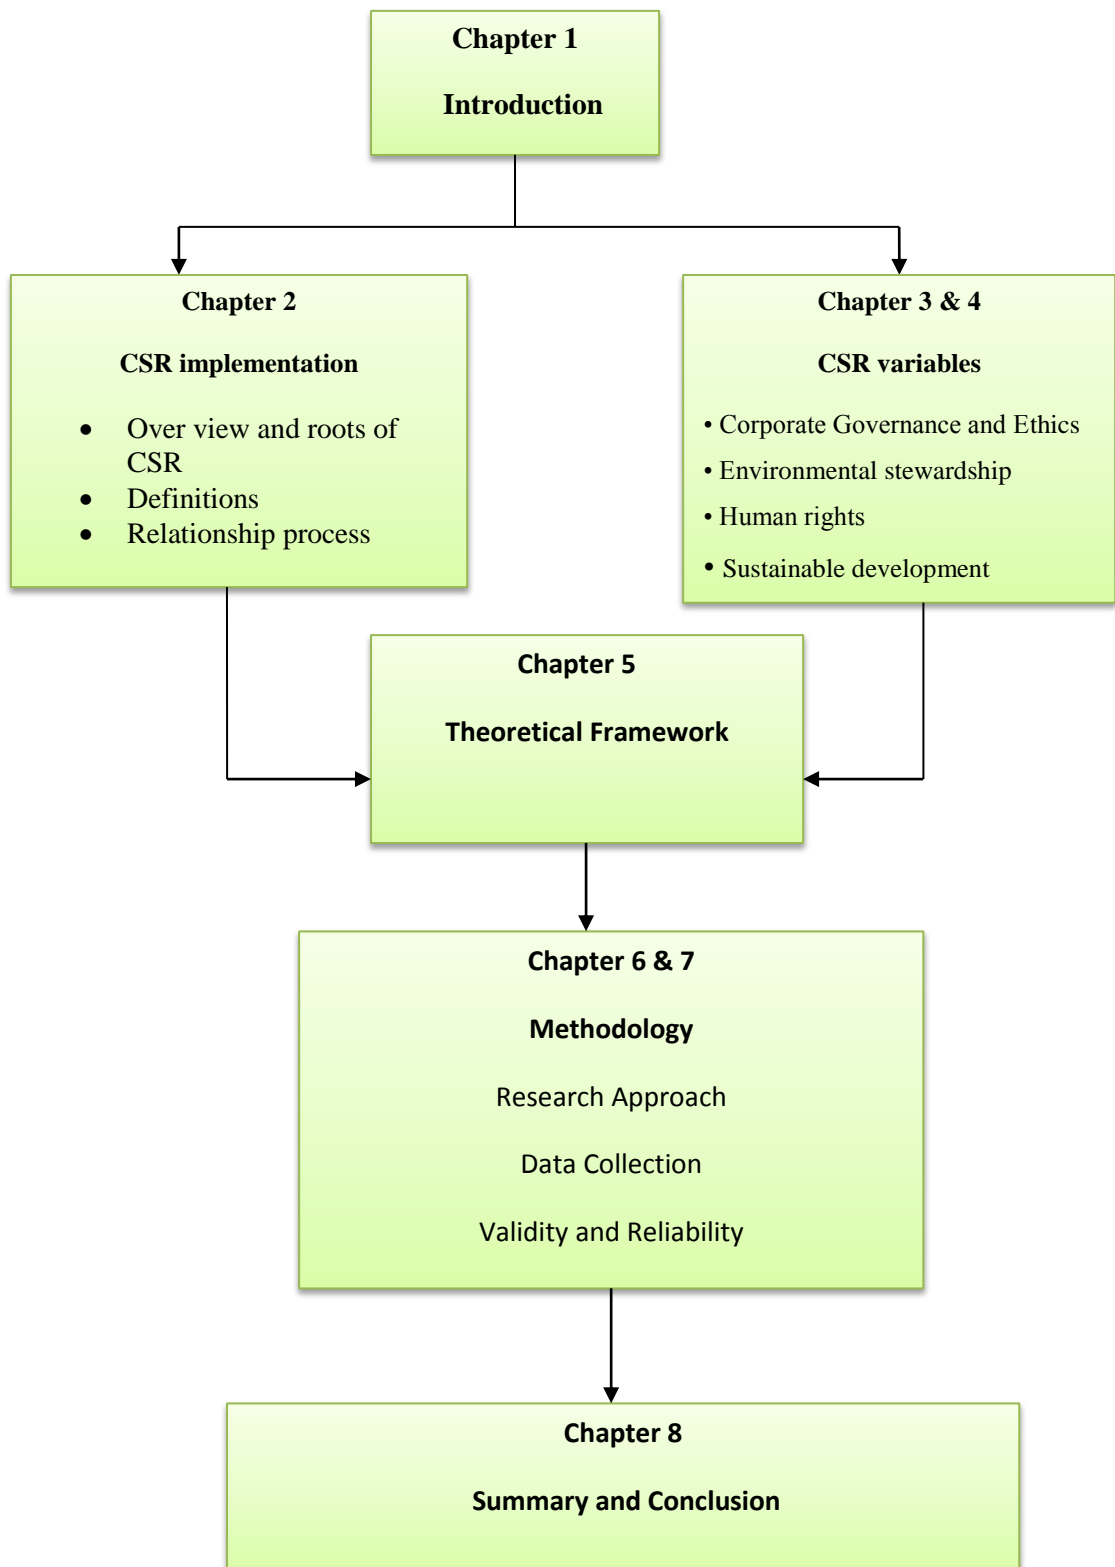 Chapter 1
Introduction
Chapter 2
CSR implementation
• Over view and roots of
CSR
• Definitions
• Relationship process
Chapter 3 & 4
CSR variables
• Corporate Governance and Ethics
• Environmental stewardship
• Human rights
• Sustainable development
Chapter 5
Theoretical Framework
Chapter 6 & 7
Methodology
Research Approach
Data Collection
Validity and Reliability
Chapter 8
Summary and Conclusion